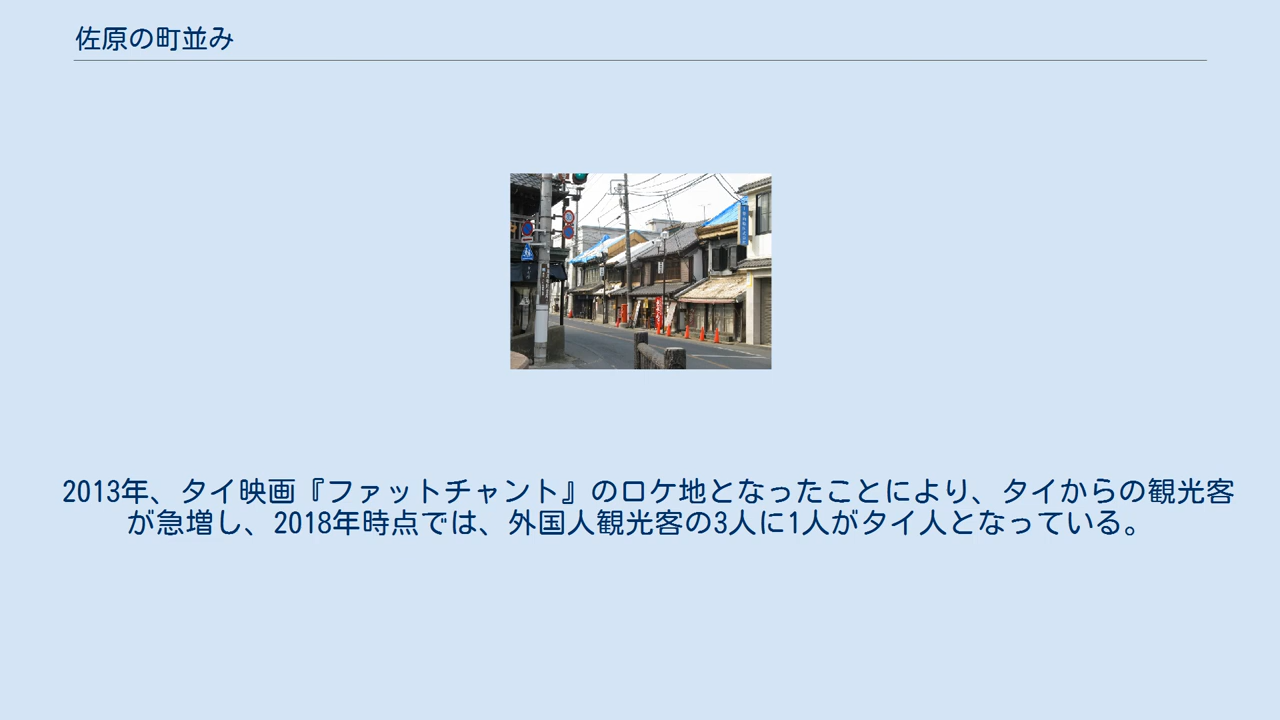 佐原の町並み
2013年、タイ映画『ファットチャント』のロケ地となったことにより、タイからの観光客
が急増し、2018年時点では、外国人観光客の3人に1人がタイ人となっている。